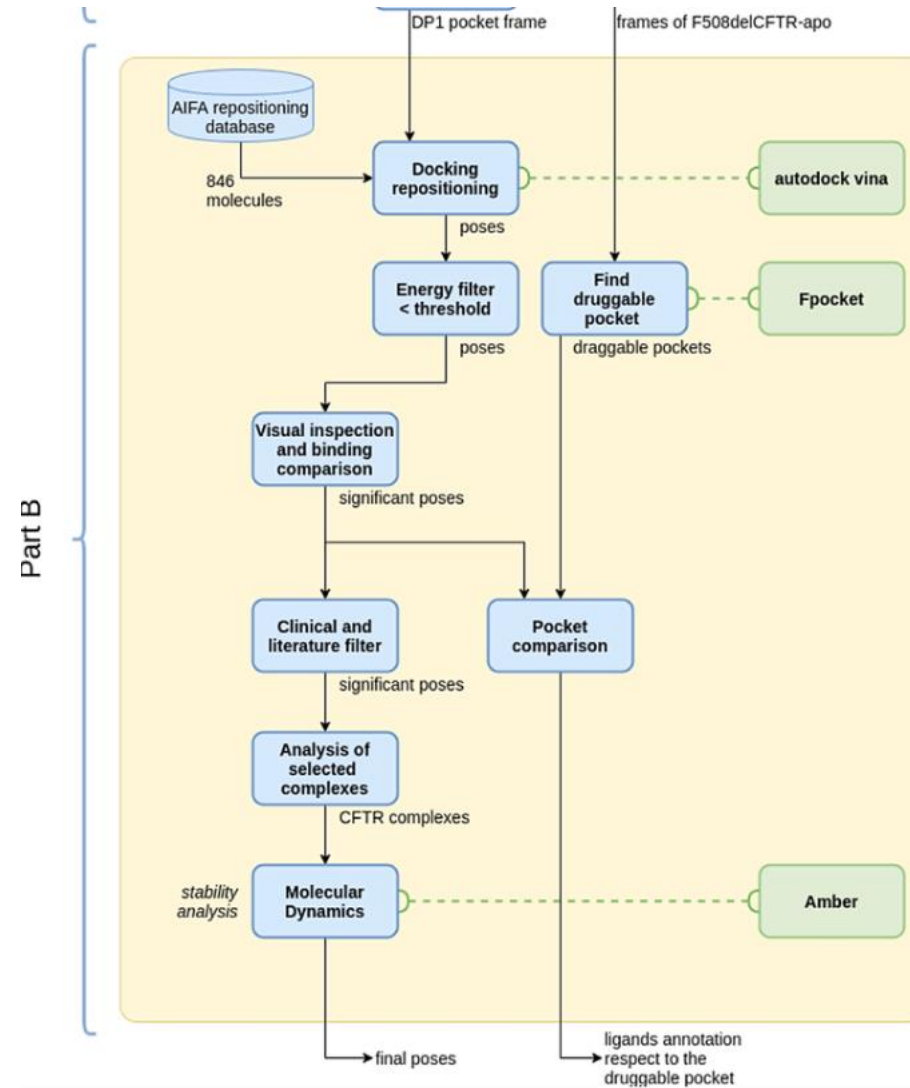 DP1 pocket frame
frames of F508delCFTR-apo
AIFA repositioning
database
846
molecules
Docking
repositioning
autodock vina
poses
Energy filter
< threshold
Find
druggable
pocket
Fpocket
poses
draggable pockets
Visual inspection
and binding
comparison
significant poses
Part B
Clinical and
literature filter
Pocket
comparison
significant poses
Analysis of
selected
complexes
CFTR complexes
stability
analysis
Molecular
Dynamics
Amber
final poses
ligands annotation
respect to the
druggable pocket